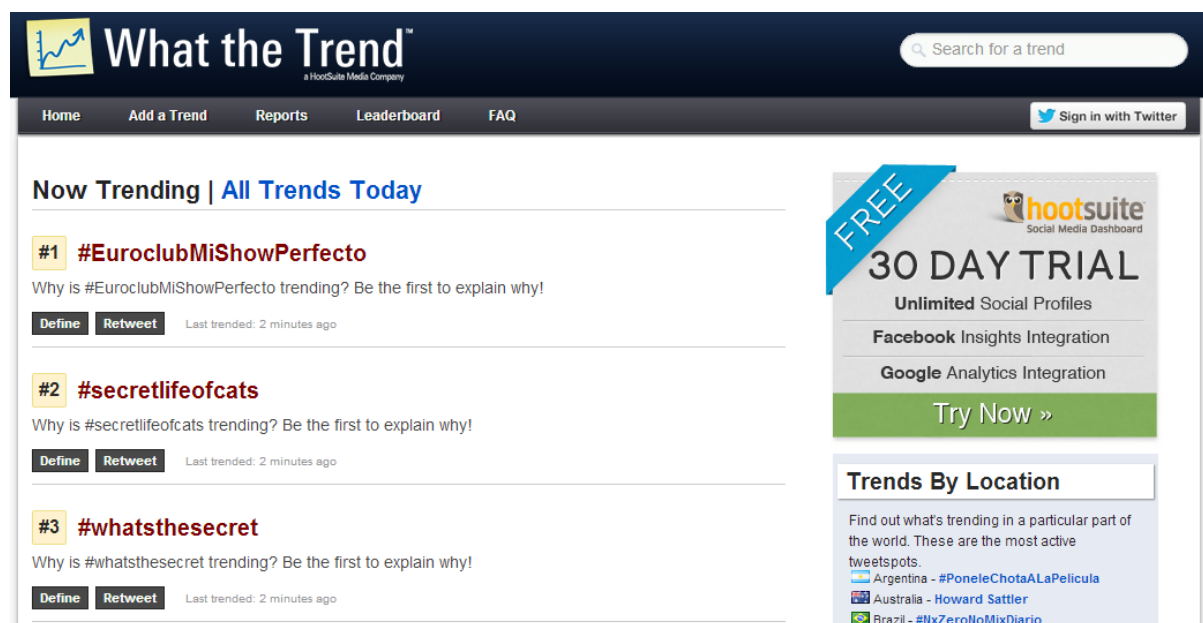 What the Trend™
a HootSuite Media Company
Search for a trend
Home Add a Trend Reports Leaderboard FAQ
Sign in with Twitter
Now Trending | All Trends Today
#1 #EuroclubMiShowPerfecto
Why is #EuroclubMiShowPerfecto trending? Be the first to explain why!
Define Retweet Last trended: 2 minutes ago
#2 #secretlifeofcats
Why is #secretlifeofcats trending? Be the first to explain why!
Define Retweet Last trended: 2 minutes ago
#3 #whatsthesecret
Why is #whatsthesecret trending? Be the first to explain why!
Define Retweet Last trended: 2 minutes ago
FREE
hootsuite
Social Media Dashboard
30 DAY TRIAL
Unlimited Social Profiles
Facebook Insights Integration
Google Analytics Integration
Try Now »
Trends By Location
Find out what's trending in a particular part of
the world. These are the most active
tweetspots.
Argentina - #PoneleChotaALaPelicula
Australia - Howard Sattler
Brazil - #NxZeroNoMixDiario